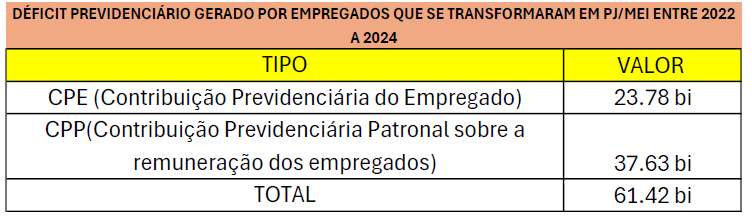 DÉFICIT PREVIDENCIÁRIO GERADO POR EMPREGADOS QUE SE TRANSFORMARAM EM PJ/MEI ENTRE 2022
A 2024
TIPO VALOR
CPE (Contribuição Previdenciária do Empregado) 23.78 bi
CPP(Contribuição Previdenciária Patronal sobre a
remuneração dos empregados) 37.63 bi
TOTAL 61.42 bi